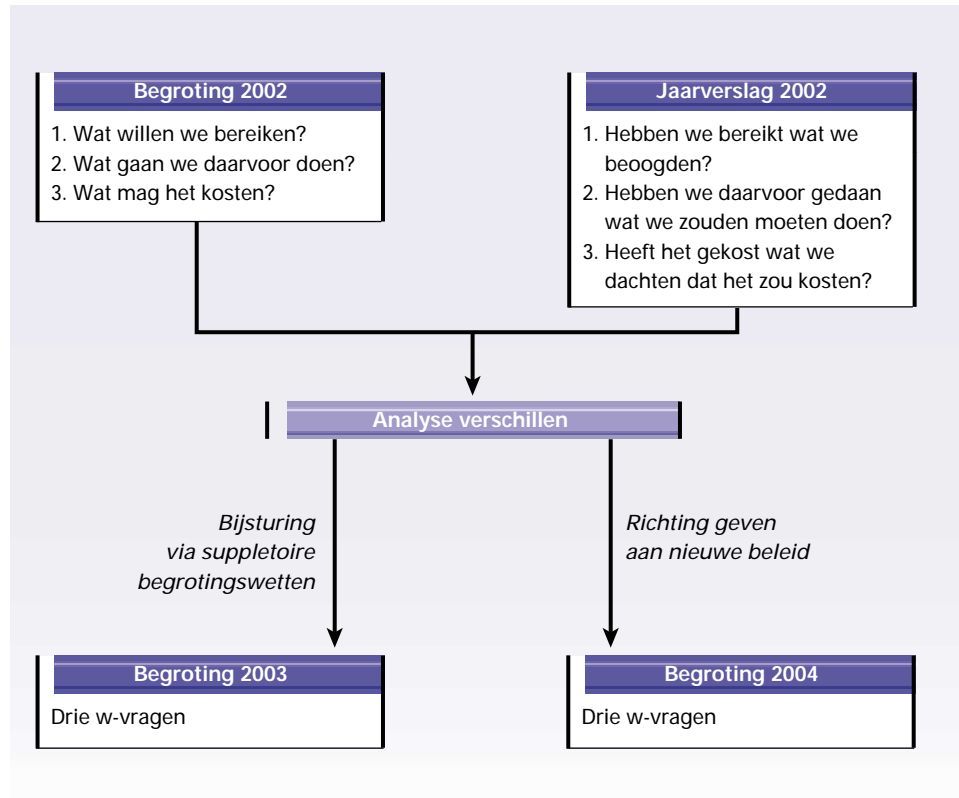 Begroting 2002
1. Wat willen we bereiken?
2. Wat gaan we daarvoor doen?
3. Wat mag het kosten?
Jaarverslag 2002
1. Hebben we bereikt wat we
beoogden?
2. Hebben we daarvoor gedaan
wat we zouden moeten doen?
3. Heeft het gekost wat we
dachten dat het zou kosten?
Analyse verschillen
Bijsturing
via suppletoire
begrotingswetten
Richting geven
aan nieuwe beleid
Begroting 2003
Drie w-vragen
Begroting 2004
Drie w-vragen